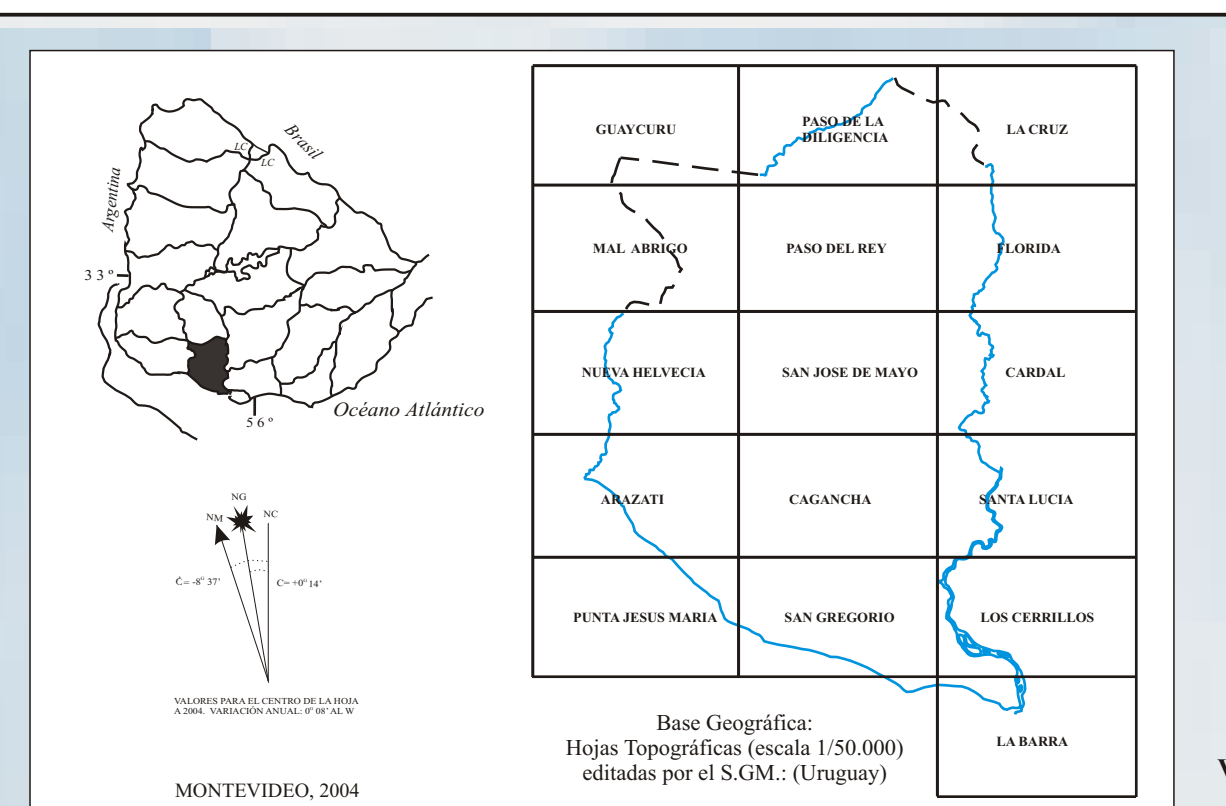 Brasil
LC
LC
Argentina
33º
56º
Océano Atlántico
NG
NM
NC
Ċ= -8º 37'
C= +0º 14'
VALORES PARA EL CENTRO DE LA HOJA
A 2004. VARIACIÓN ANUAL: 0º 08' AL W
MONTEVIDEO, 2004
GUAYCURU
PASO DE LA
DILIGENCIA
LA CRUZ
MAL ABRIGO
PASO DEL REY
FLORIDA
NUEVA HELVECIA
SAN JOSE DE MAYO
CARDAL
ARAZATI
CAGANCHA
SANTA LUCIA
PUNTA JESUS MARIA
SAN GREGORIO
LOS CERRILLOS
LA BARRA
Base Geográfica:
Hojas Topográficas (escala 1/50.000)
editadas por el S.GM.: (Uruguay)